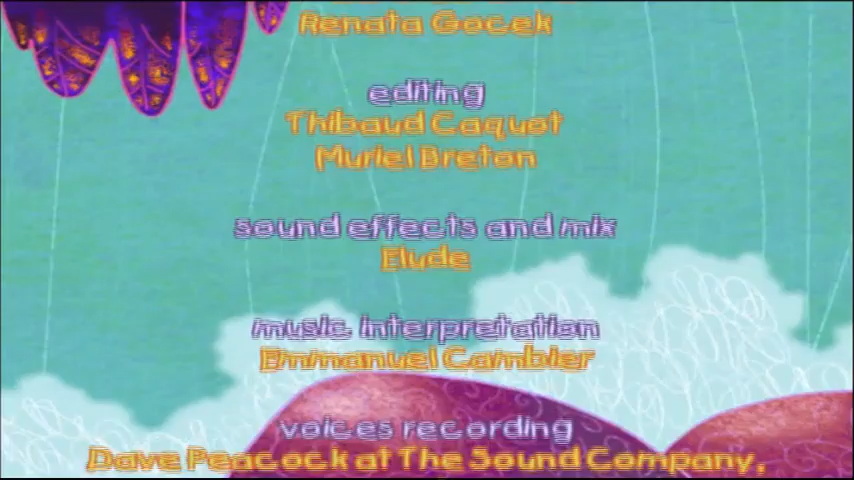 Renata Gocek
editing
Thibaud Caquot
Muriel Breton
sound effects and mix
Elude
music interpretation
Emmanuel Cambier
voices recording
Dave Peacock at The Sound Company,